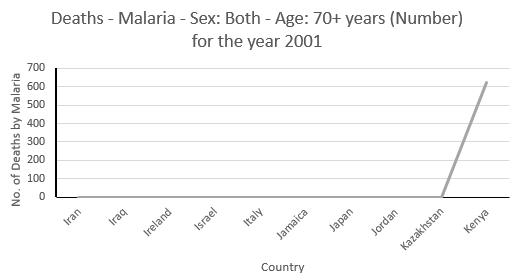 Deaths - Malaria - Sex: Both - Age: 70+ years (Number)
for the year 2001
No. of Deaths by Malaria
700
600
500
400
300
200
100
0
Iran
Iraq
Ireland
Israel
Italy
Jamaica
Japan
Jordan
Kazakhstan
Kenya
Country